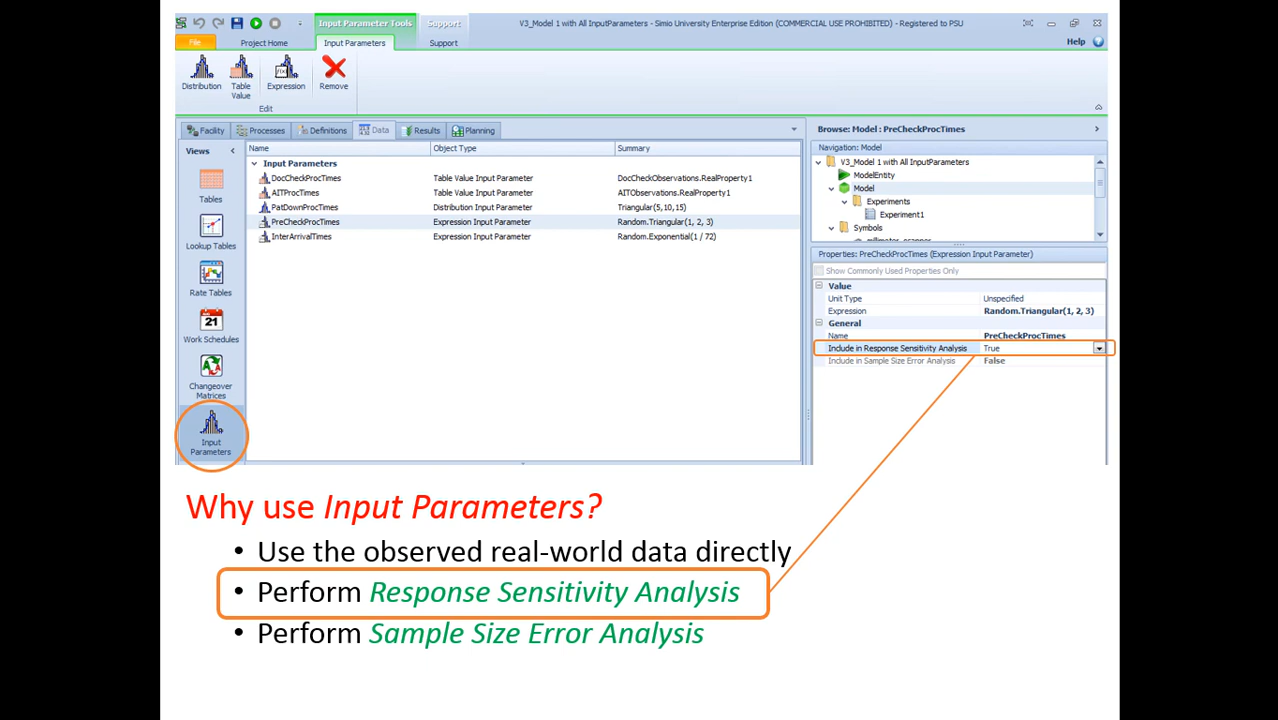 Input Parameter Tools
Support
V3_Model 1 with All InputParameters - Simio University Enterprise Edition (COMMERCIAL USE PROHIBITED) - Registered to PSU
File
Project Home
Input Parameters
Support
Help
Distribution
Table Value
Expression
Remove
Edit
Facility
Processes
Definitions
Data
Results
Planning
Views
Tables
Lookup Tables
Rate Tables
21
Work Schedules
Changeover
Matrices
Input
Parameters
Name Object Type Summary
Input Parameters
DocCheckProcTimes Table Value Input Parameter DocCheckObservations.RealProperty1
AITProcTimes Table Value Input Parameter AITObservations.RealProperty1
PatDownProcTimes Distribution Input Parameter Triangular(5,10,15)
PreCheckProcTimes Expression Input Parameter Random.Triangular(1, 2, 3)
InterArrivalTimes Expression Input Parameter Random.Exponential(1 / 72)
Browse: Model : PreCheckProcTimes
Navigation: Model
V3_Model 1 with All InputParameters
ModelEntity
Model
Experiments
Experiment1
Symbols
Properties: PreCheckProcTimes (Expression Input Parameter)
Show Commonly Used Properties Only
Value
Unit Type Unspecified
Expression Random.Triangular(1, 2, 3)
General
Name PreCheckProcTimes
Include in Response Sensitivity Analysis True
Include in Sample Size Error Analysis False
Why use Input Parameters?
• Use the observed real-world data directly
• Perform Response Sensitivity Analysis
• Perform Sample Size Error Analysis